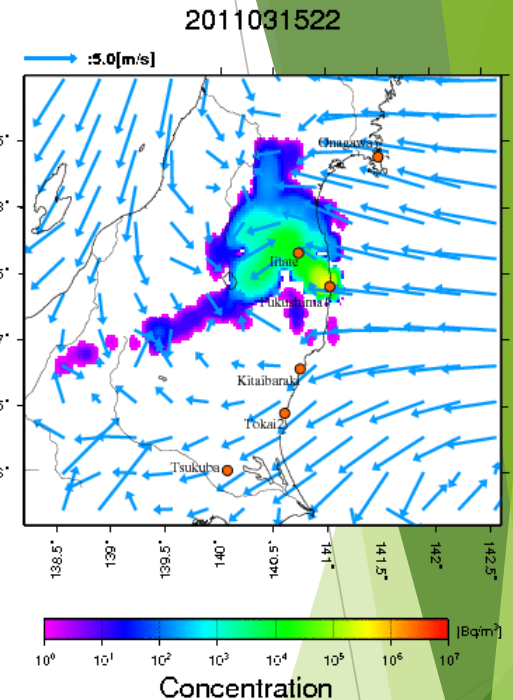 2011031522
:5.0[m/s]
Onagawa
Iitate
Fukushima1
Kitaibaraki
Tokai2
Tsukuba
138.5° 139° 139.5° 140° 140.5° 141° 141.5° 142° 142.5°
[Bq/m³]
10⁰ 10¹ 10² 10³ 10⁴ 10⁵ 10⁶ 10⁷
Concentration